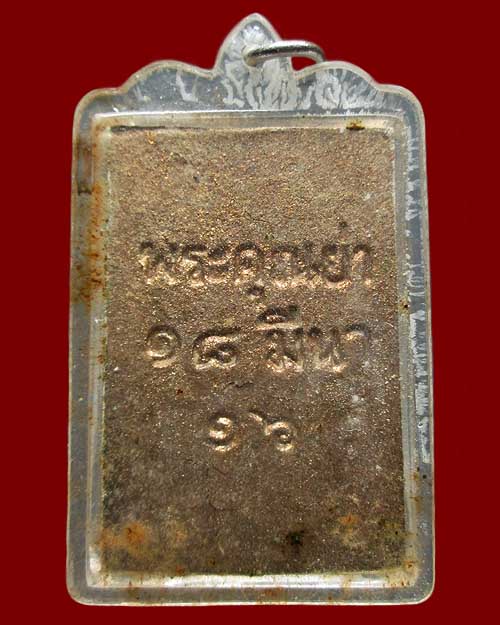 พระคุณย่า
๑๘ มีนา
๑๖